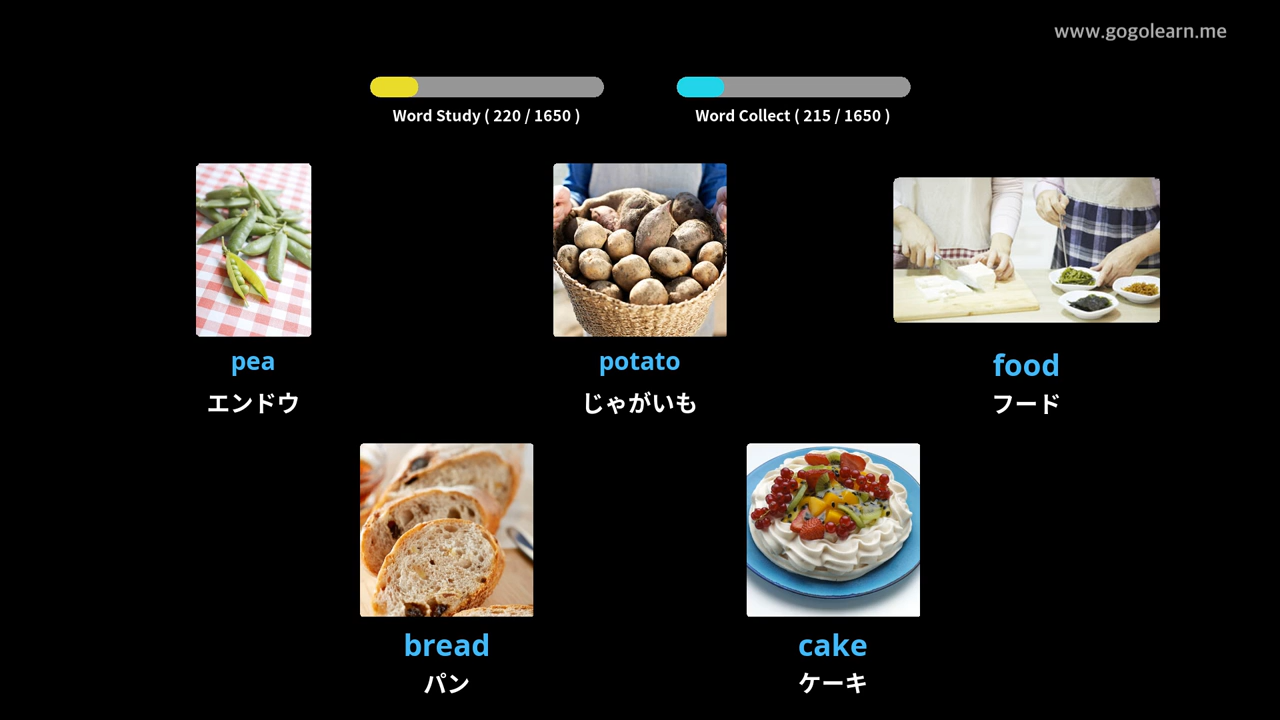 www.gogolearn.me
Word Study ( 220 / 1650 )
Word Collect ( 215 / 1650 )
pea
エンドウ
potato
じゃがいも
food
フード
bread
パン
cake
ケーキ